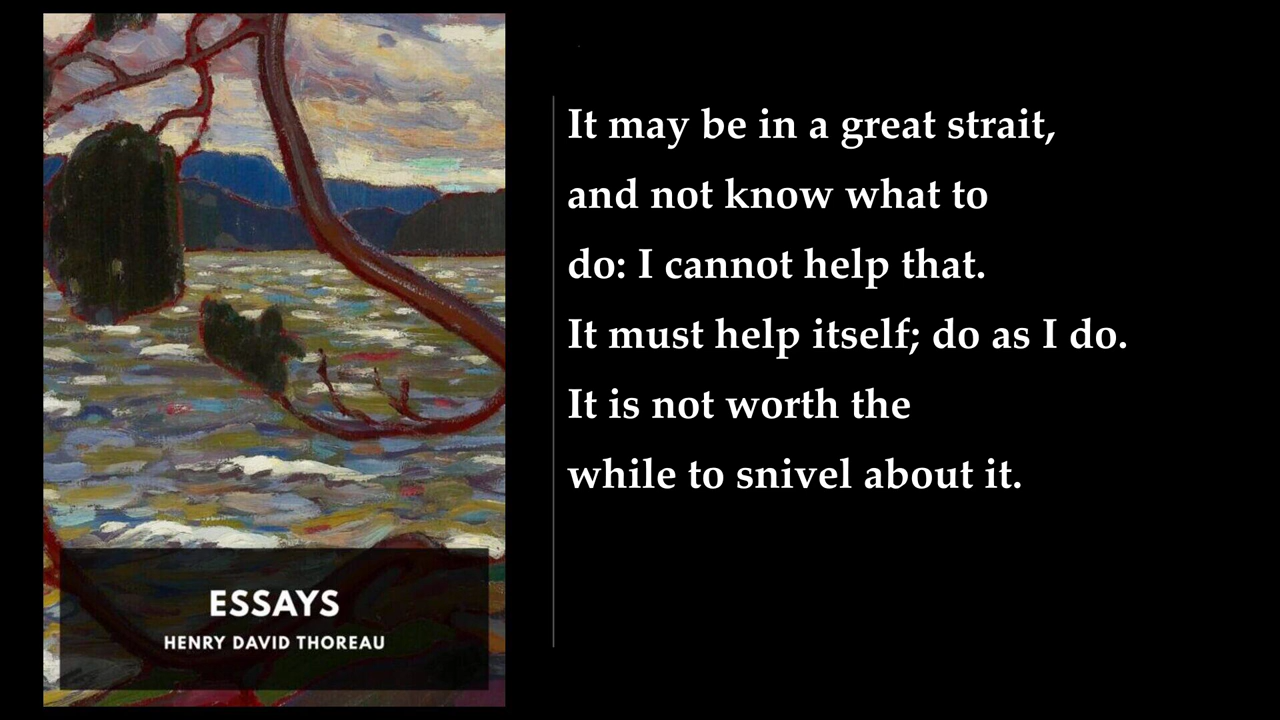 It may be in a great strait,
and not know what to
do: I cannot help that.
It must help itself; do as I do.
It is not worth the
while to snivel about it.
ESSAYS
HENRY DAVID THOREAU